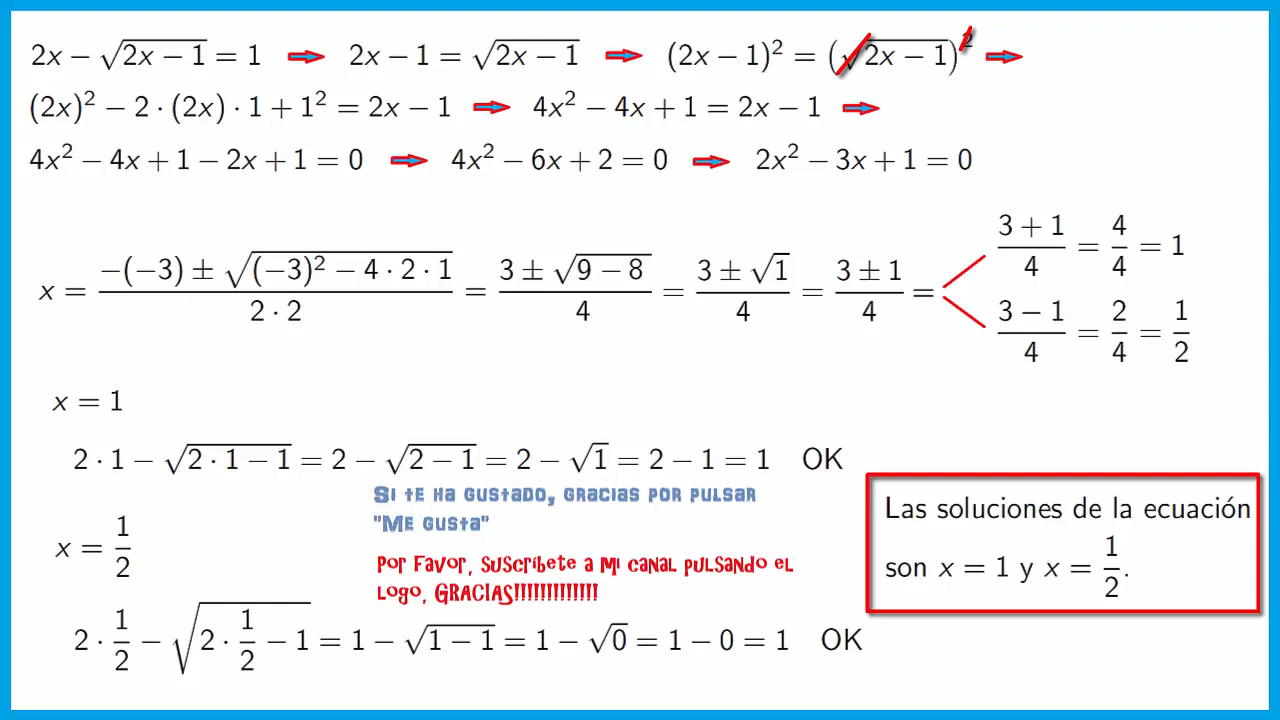 2x − √(2x − 1) = 1 ⇒ 2x − 1 = √(2x − 1) ⇒ (2x − 1)² = (√(2x − 1))² ⇒
(2x)² − 2 · (2x) · 1 + 1² = 2x − 1 ⇒ 4x² − 4x + 1 = 2x − 1 ⇒
4x² − 4x + 1 − 2x + 1 = 0 ⇒ 4x² − 6x + 2 = 0 ⇒ 2x² − 3x + 1 = 0
x = (−(−3) ± √((−3)² − 4 · 2 · 1))/(2 · 2) = (3 ± √(9 − 8))/4 = (3 ± √1)/4 = (3 ± 1)/4 =
(3 + 1)/4 = 4/4 = 1
(3 − 1)/4 = 2/4 = 1/2
x = 1
2 · 1 − √(2 · 1 − 1) = 2 − √(2 − 1) = 2 − √1 = 2 − 1 = 1 OK
Si te ha gustado, gracias por pulsar
"Me gusta"
x = 1/2
Por Favor, suscríbete a mi canal pulsando el
logo, GRACIAS!!!!!!!!!!!!!
Las soluciones de la ecuación
son x = 1 y x = 1/2.
2 · 1/2 − √(2 · 1/2 − 1) = 1 − √(1 − 1) = 1 − √0 = 1 − 0 = 1 OK